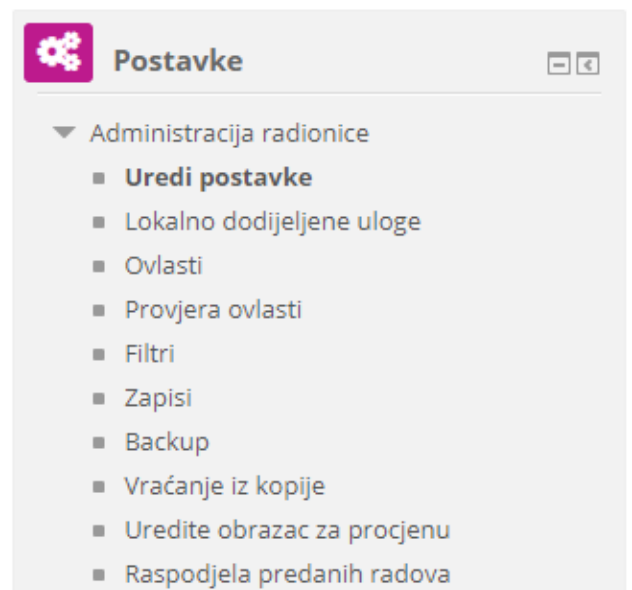 Postavke
Administracija radionice
Uredi postavke
Lokalno dodijeljene uloge
Ovlasti
Provjera ovlasti
Filtri
Zapisi
Backup
Vraćanje iz kopije
Uredite obrazac za procjenu
Raspodjela predanih radova